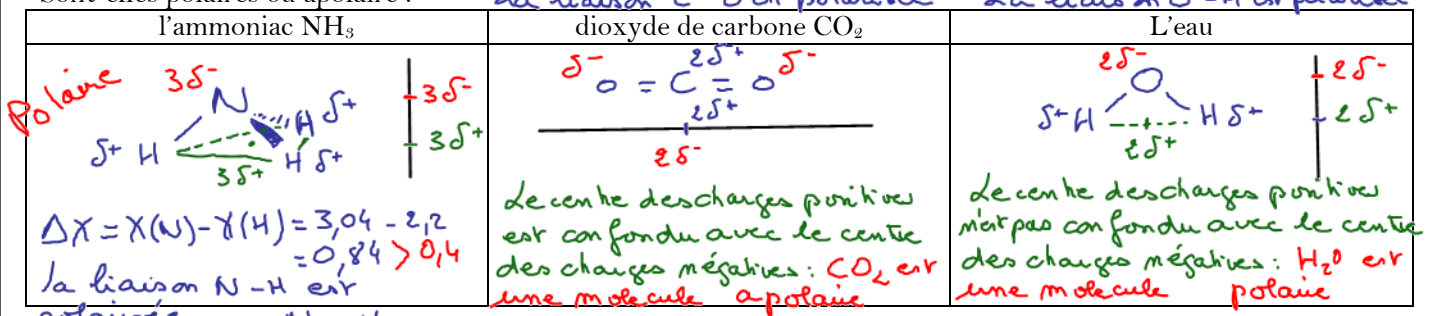 l'ammoniac NH₃
dioxyde de carbone CO₂
L'eau
Polaire
3δ⁻
N
δ⁺ H
H δ⁺
H δ⁺
3δ⁺
3δ⁻
3δ⁺
ΔX = X(N)-X(H) = 3,04 - 2,2
= 0,84 > 0,4
la liaison N-H est
δ⁻ 2δ⁺ δ⁻
O = C = O
2δ⁺
2δ⁻
Le centre des charges positives
est confondu avec le centre
des charges négatives : CO₂ est
une molécule apolaire
2δ⁻
O
δ⁺ H H δ⁺
2δ⁺
2δ⁻
2δ⁺
Le centre des charges positives
n'est pas confondu avec le centre
des charges négatives : H₂O est
une molécule polaire